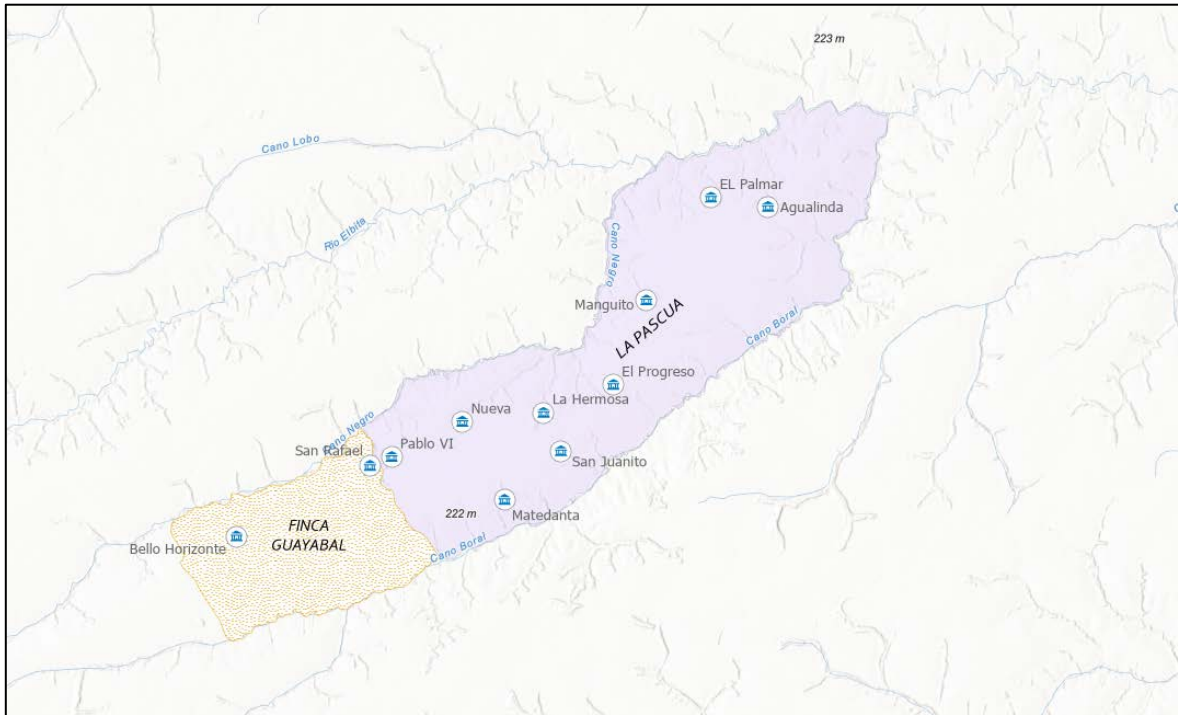 223 m
Cano Lobo
EL Palmar
Agualinda
Rio Elbita
Cano Negro
Manguito
LA PASCUA
Cano Boral
El Progreso
La Hermosa
Nueva
Cano Negro
San Rafael
Pablo VI
San Juanito
222 m
Matedanta
FINCA
GUAYABAL
Bello Horizonte
Cano Boral